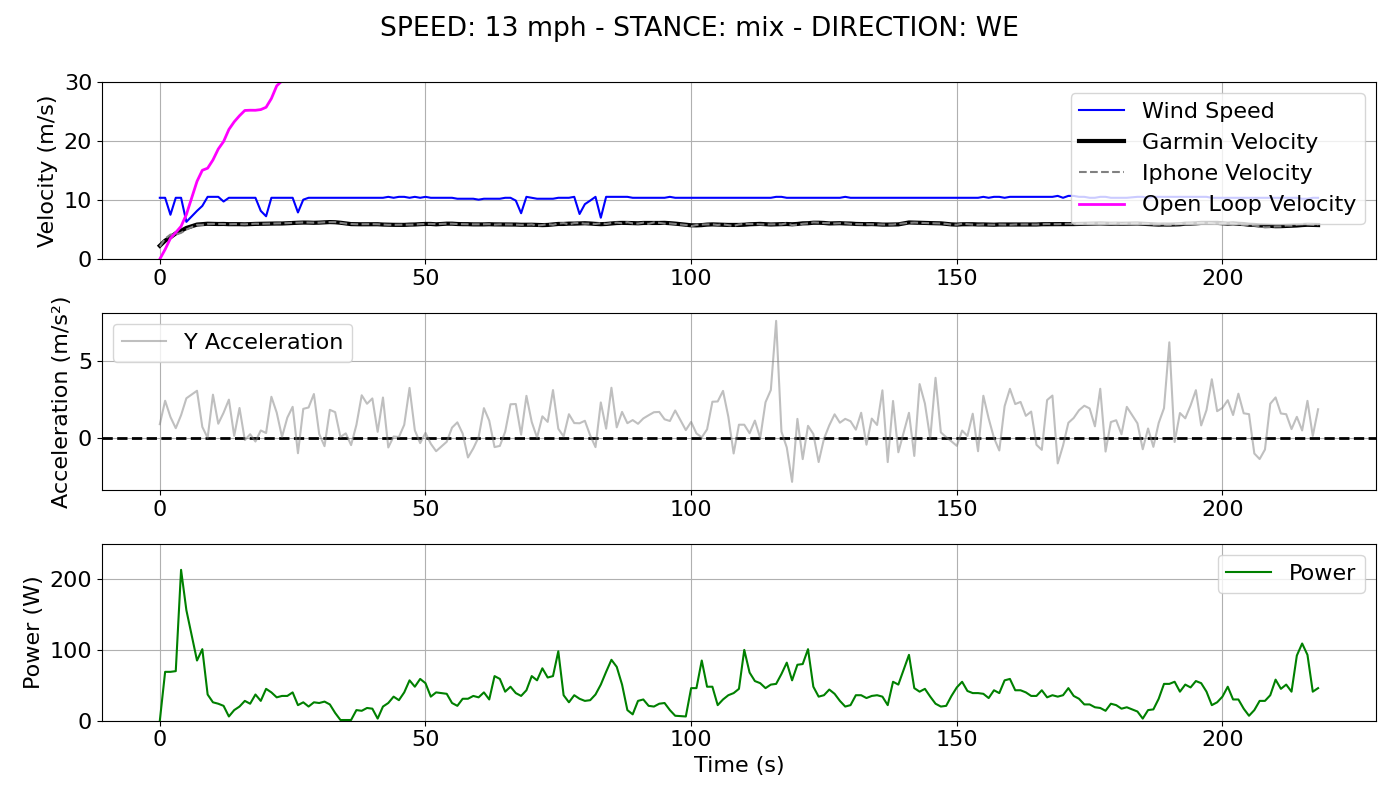 SPEED: 13 mph - STANCE: mix - DIRECTION: WE
Velocity (m/s)
30
20
10
0
Wind Speed
Garmin Velocity
Iphone Velocity
Open Loop Velocity
0 50 100 150 200
Acceleration (m/s²)
5
0
Y Acceleration
0 50 100 150 200
Power (W)
200
100
0
Power
0 50 100 150 200
Time (s)